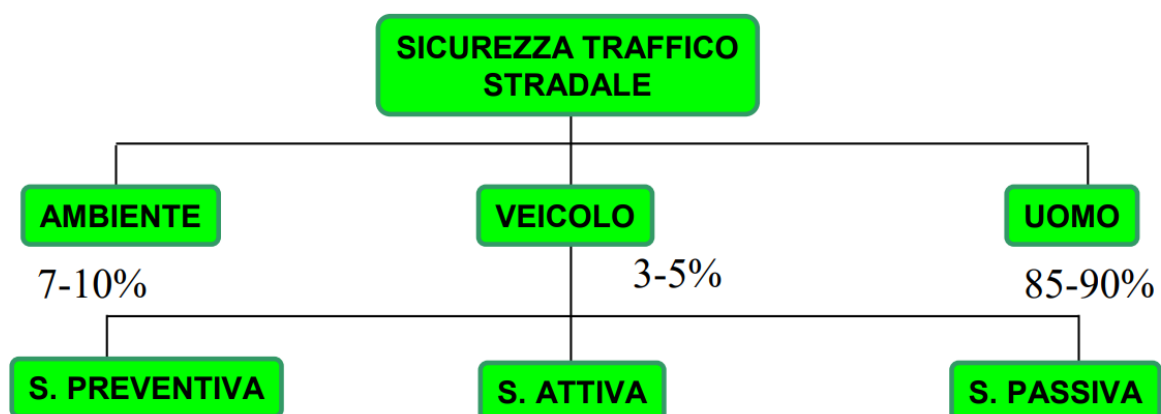 SICUREZZA TRAFFICO
STRADALE
AMBIENTE
VEICOLO
UOMO
7-10%
3-5%
85-90%
S. PREVENTIVA
S. ATTIVA
S. PASSIVA